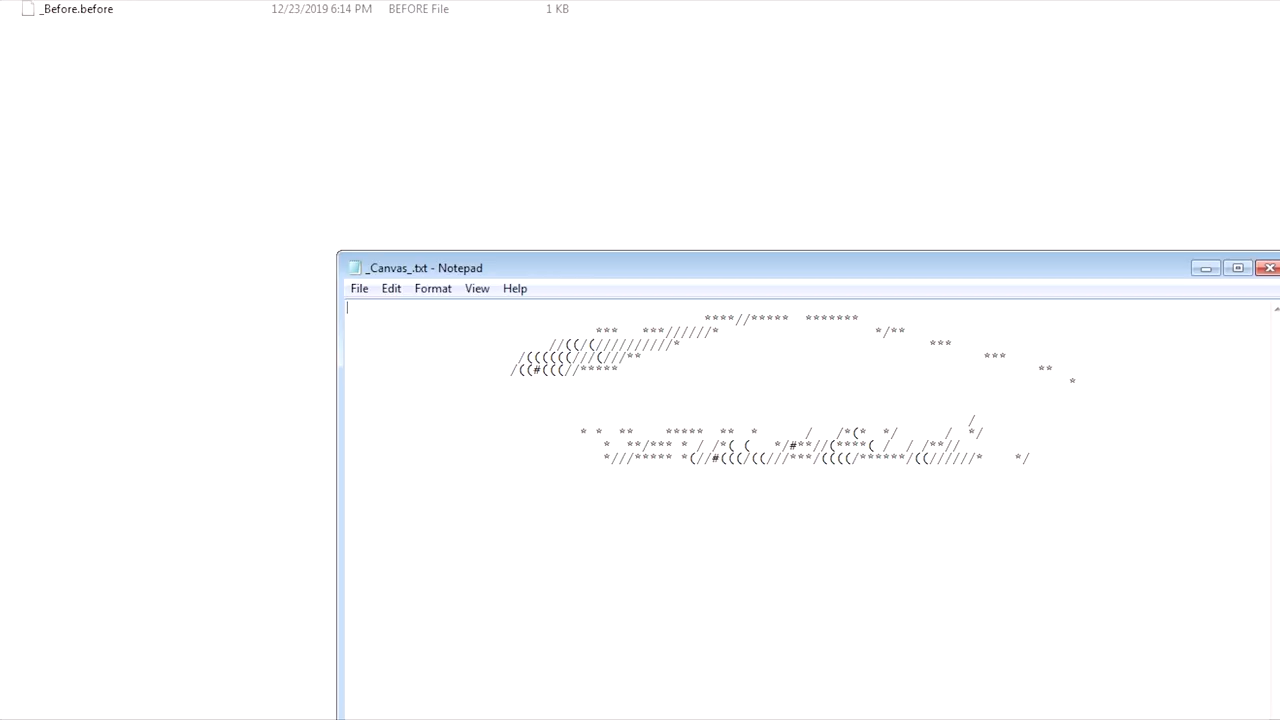 _Before.before 12/23/2019 6:14 PM BEFORE File 1 KB
_Canvas_.txt - Notepad
File Edit Format View Help
****//***** *******
*** ***//////* */**
//((/(//////////* ***
/((((((///(///** ***
/((#(((//***** **
*
/
* * ** ***** ** * / /*(* */ / */
* **/*** * / /*( ( */#**//(****( / / /**//
*///***** *(//#(((/((///***/((((/******/((//////* */